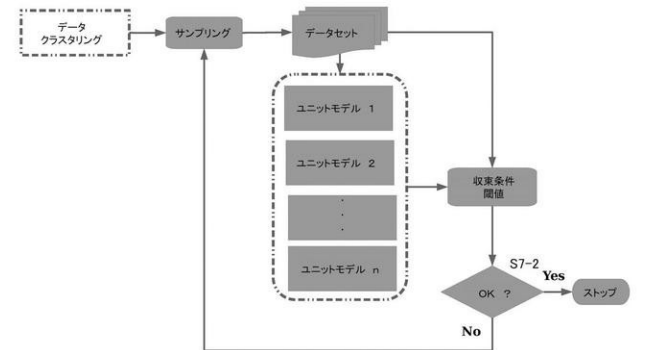 データ
クラスタリング
サンプリング
データセット
ユニットモデル 1
ユニットモデル 2
.
.
.
ユニットモデル n
収束条件
閾値
S7-2
OK ?
Yes
ストップ
No